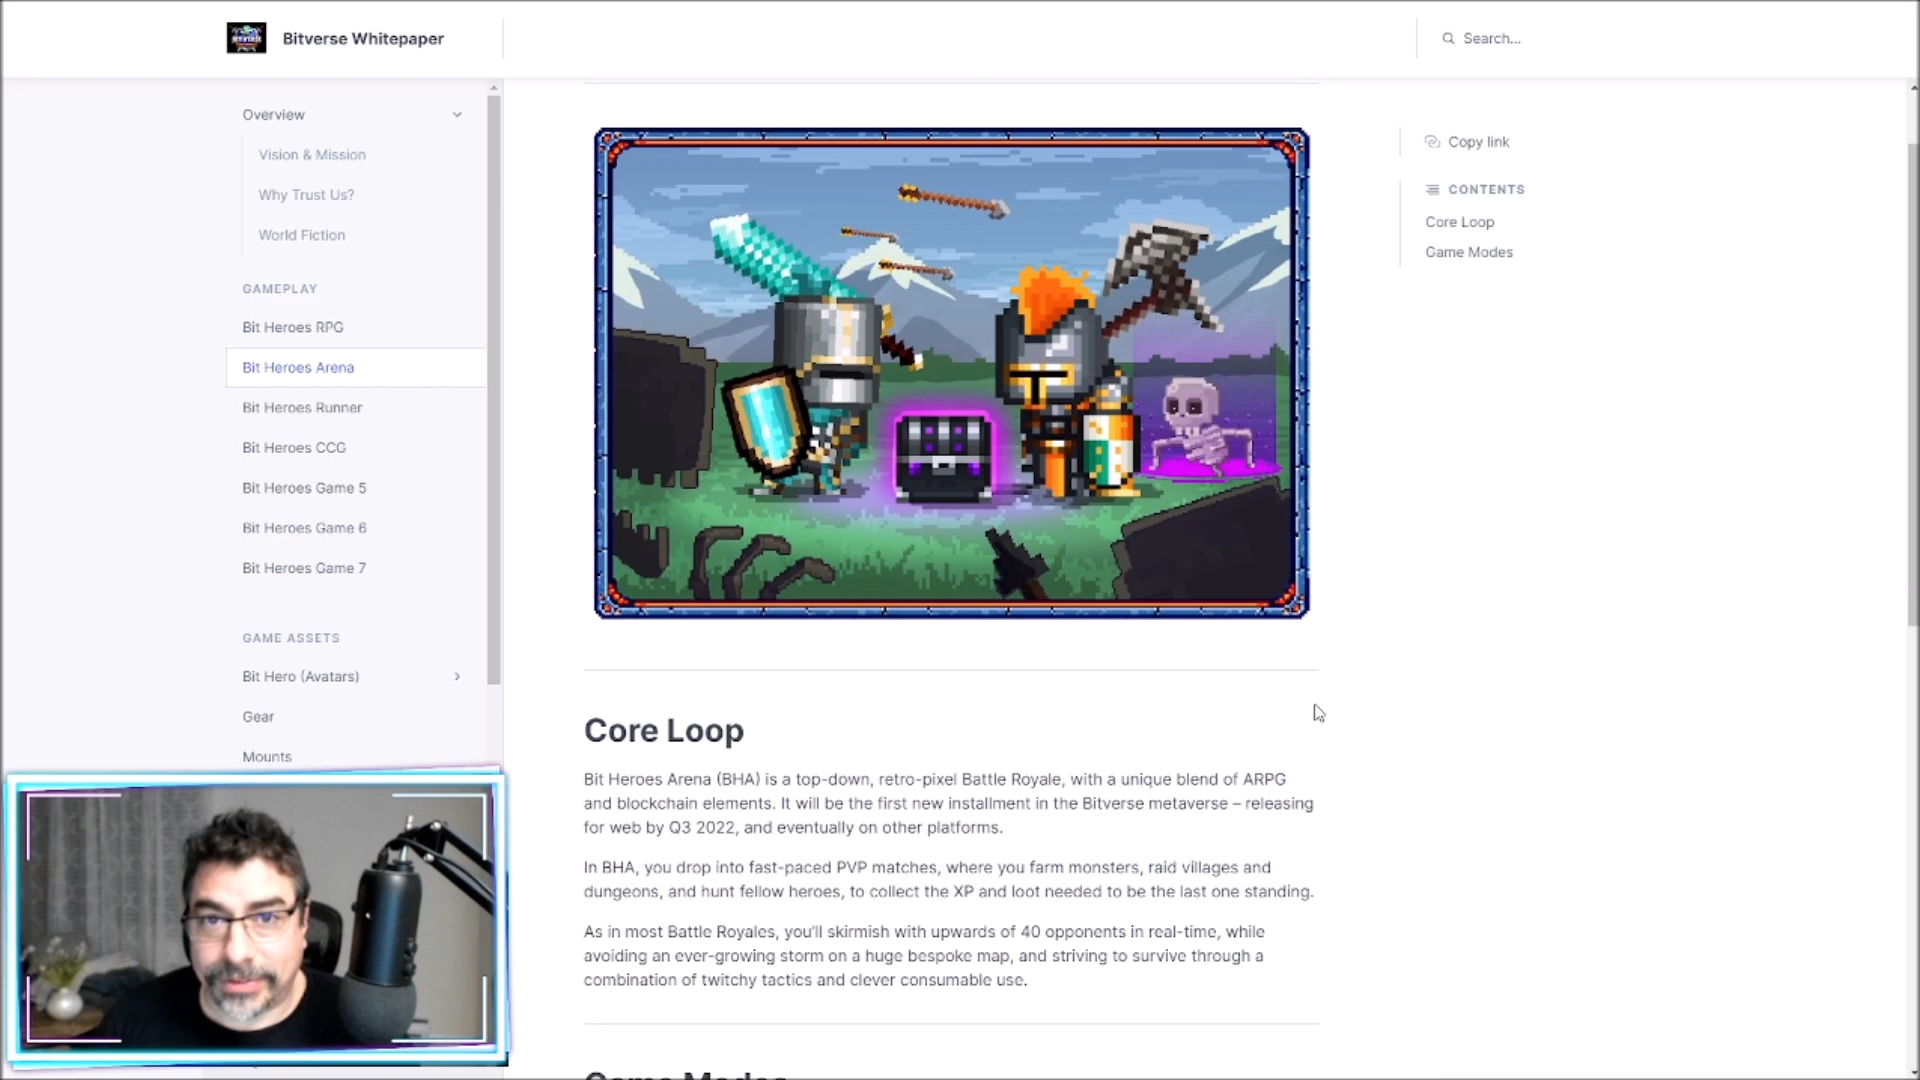 Bitverse Whitepaper
Search...
Overview
Vision & Mission
Why Trust Us?
World Fiction
GAMEPLAY
Bit Heroes RPG
Bit Heroes Arena
Bit Heroes Runner
Bit Heroes CCG
Bit Heroes Game 5
Bit Heroes Game 6
Bit Heroes Game 7
GAME ASSETS
Bit Hero (Avatars)
Gear
Mounts
Copy link
CONTENTS
Core Loop
Game Modes
Core Loop
Bit Heroes Arena (BHA) is a top-down, retro-pixel Battle Royale, with a unique blend of ARPG
and blockchain elements. It will be the first new installment in the Bitverse metaverse – releasing
for web by Q3 2022, and eventually on other platforms.
In BHA, you drop into fast-paced PVP matches, where you farm monsters, raid villages and
dungeons, and hunt fellow heroes, to collect the XP and loot needed to be the last one standing.
As in most Battle Royales, you'll skirmish with upwards of 40 opponents in real-time, while
avoiding an ever-growing storm on a huge bespoke map, and striving to survive through a
combination of twitchy tactics and clever consumable use.
Game Modes